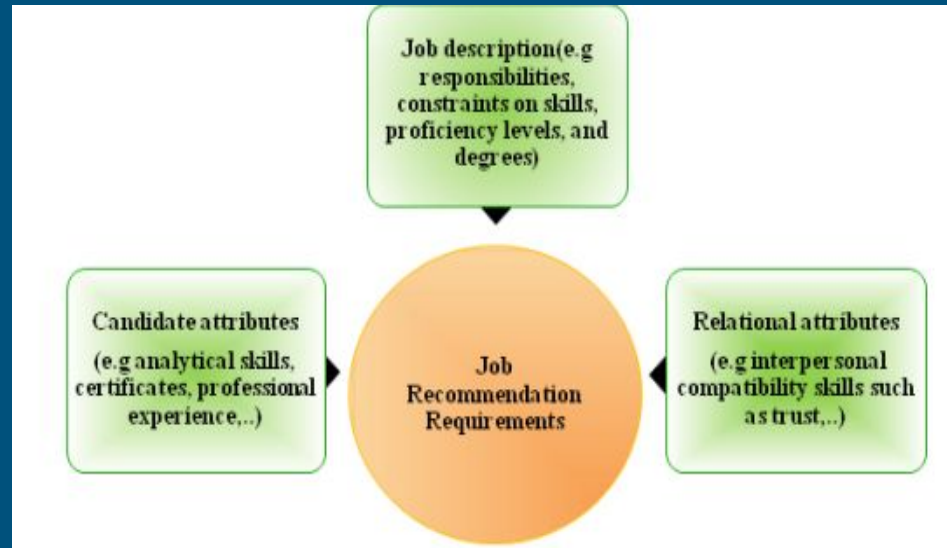 Job description(e.g
responsibilities,
constraints on skills,
proficiency levels, and
degrees)
Candidate attributes
(e.g analytical skills,
certificates, professional
experience,..)
Job
Recommendation
Requirements
Relational attributes
(e.g interpersonal
compatibility skills such
as trust,..)